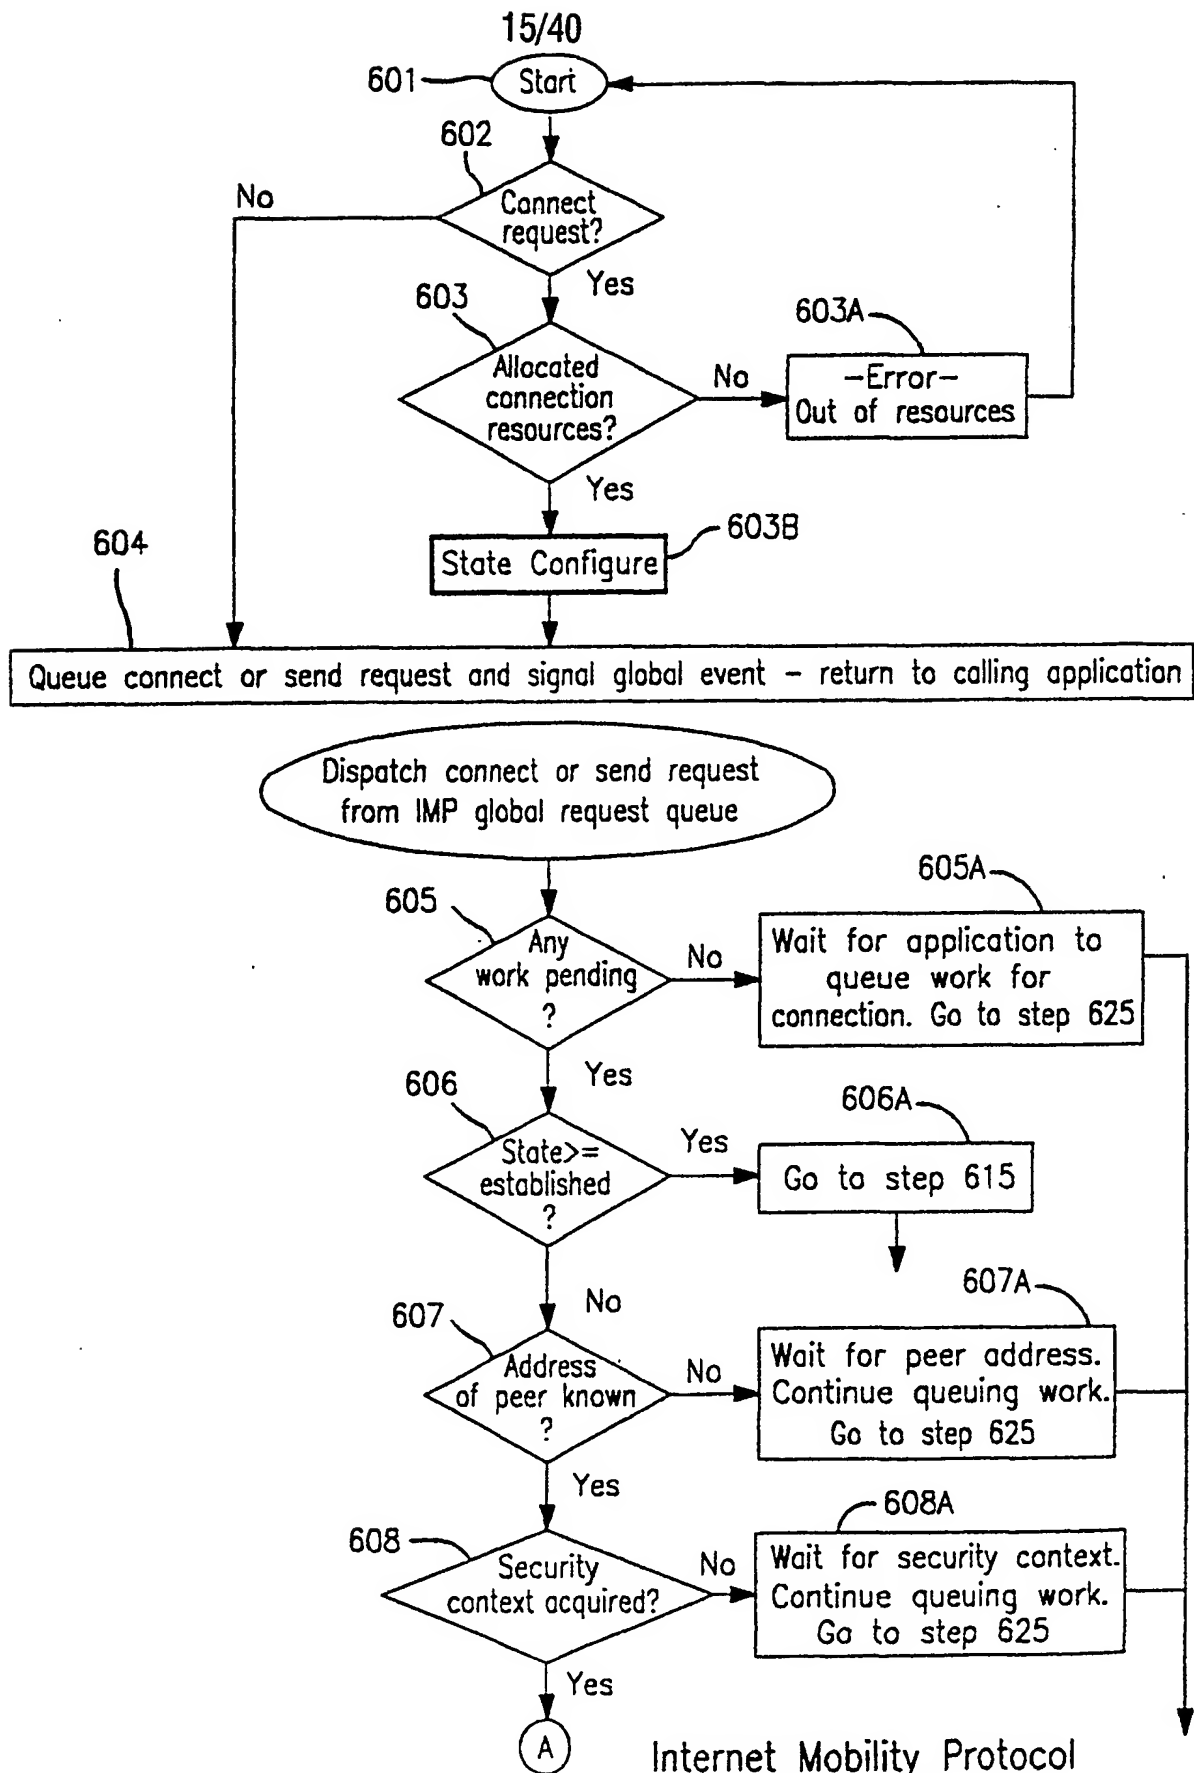 15/40
601
Start
602
No
Connect
request?
Yes
603
603A
Allocated
connection
resources?
No
-Error-
Out of resources
Yes
603B
604
State Configure
Queue connect or send request and signal global event - return to calling application
Dispatch connect or send request
from IMP global request queue
605A
605
Any
work pending
?
No
Wait for application to
queue work for
connection. Go to step 625
Yes
606
606A
State>=
established
?
Yes
Go to step 615
No
607A
607
Address
of peer known
?
No
Wait for peer address.
Continue queuing work.
Go to step 625
Yes
608A
608
Security
context acquired?
No
Wait for security context.
Continue queuing work.
Go to step 625
Yes
A
Internet Mobility Protocol